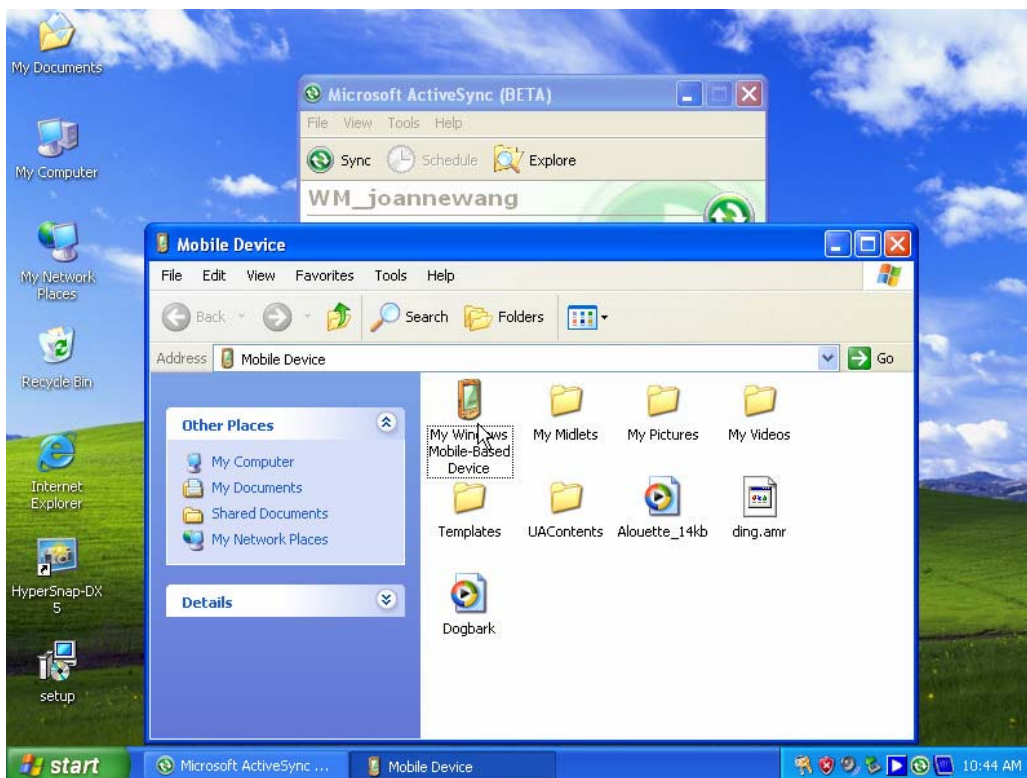 My Documents
My Computer
My Network
Places
Recycle Bin
Internet
Explorer
HyperSnap-DX
5
setup
Microsoft ActiveSync (BETA)
File View Tools Help
Sync Schedule Explore
WM_joannewang
Mobile Device
File Edit View Favorites Tools Help
Back Search Folders
Address Mobile Device Go
Other Places
My Computer
My Documents
Shared Documents
My Network Places
Details
My Windows
Mobile-Based
Device
My Midlets
My Pictures
My Videos
Templates
UAContents
Alouette_14kb
ding.amr
Dogbark
start Microsoft ActiveSync ... Mobile Device 10:44 AM